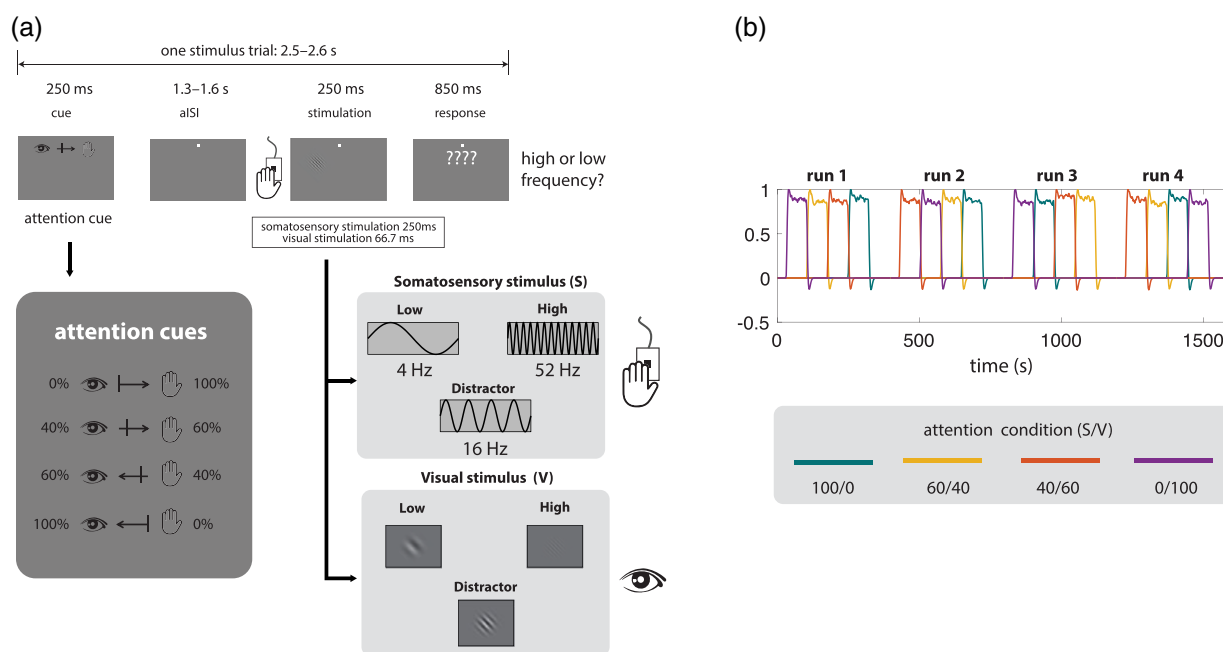 (a)
one stimulus trial: 2.5–2.6 s
250 ms
1.3–1.6 s
250 ms
850 ms
cue
aISI
stimulation
response
????
high or low
frequency?
attention cue
somatosensory stimulation 250ms
visual stimulation 66.7 ms
attention cues
0%
100%
40%
60%
60%
40%
100%
0%
Somatosensory stimulus (S)
Low
High
4 Hz
52 Hz
Distractor
16 Hz
Visual stimulus (V)
Low
High
Distractor
(b)
run 1
run 2
run 3
run 4
1
0.5
0
-0.5
0
500
1000
1500
time (s)
attention condition (S/V)
100/0
60/40
40/60
0/100